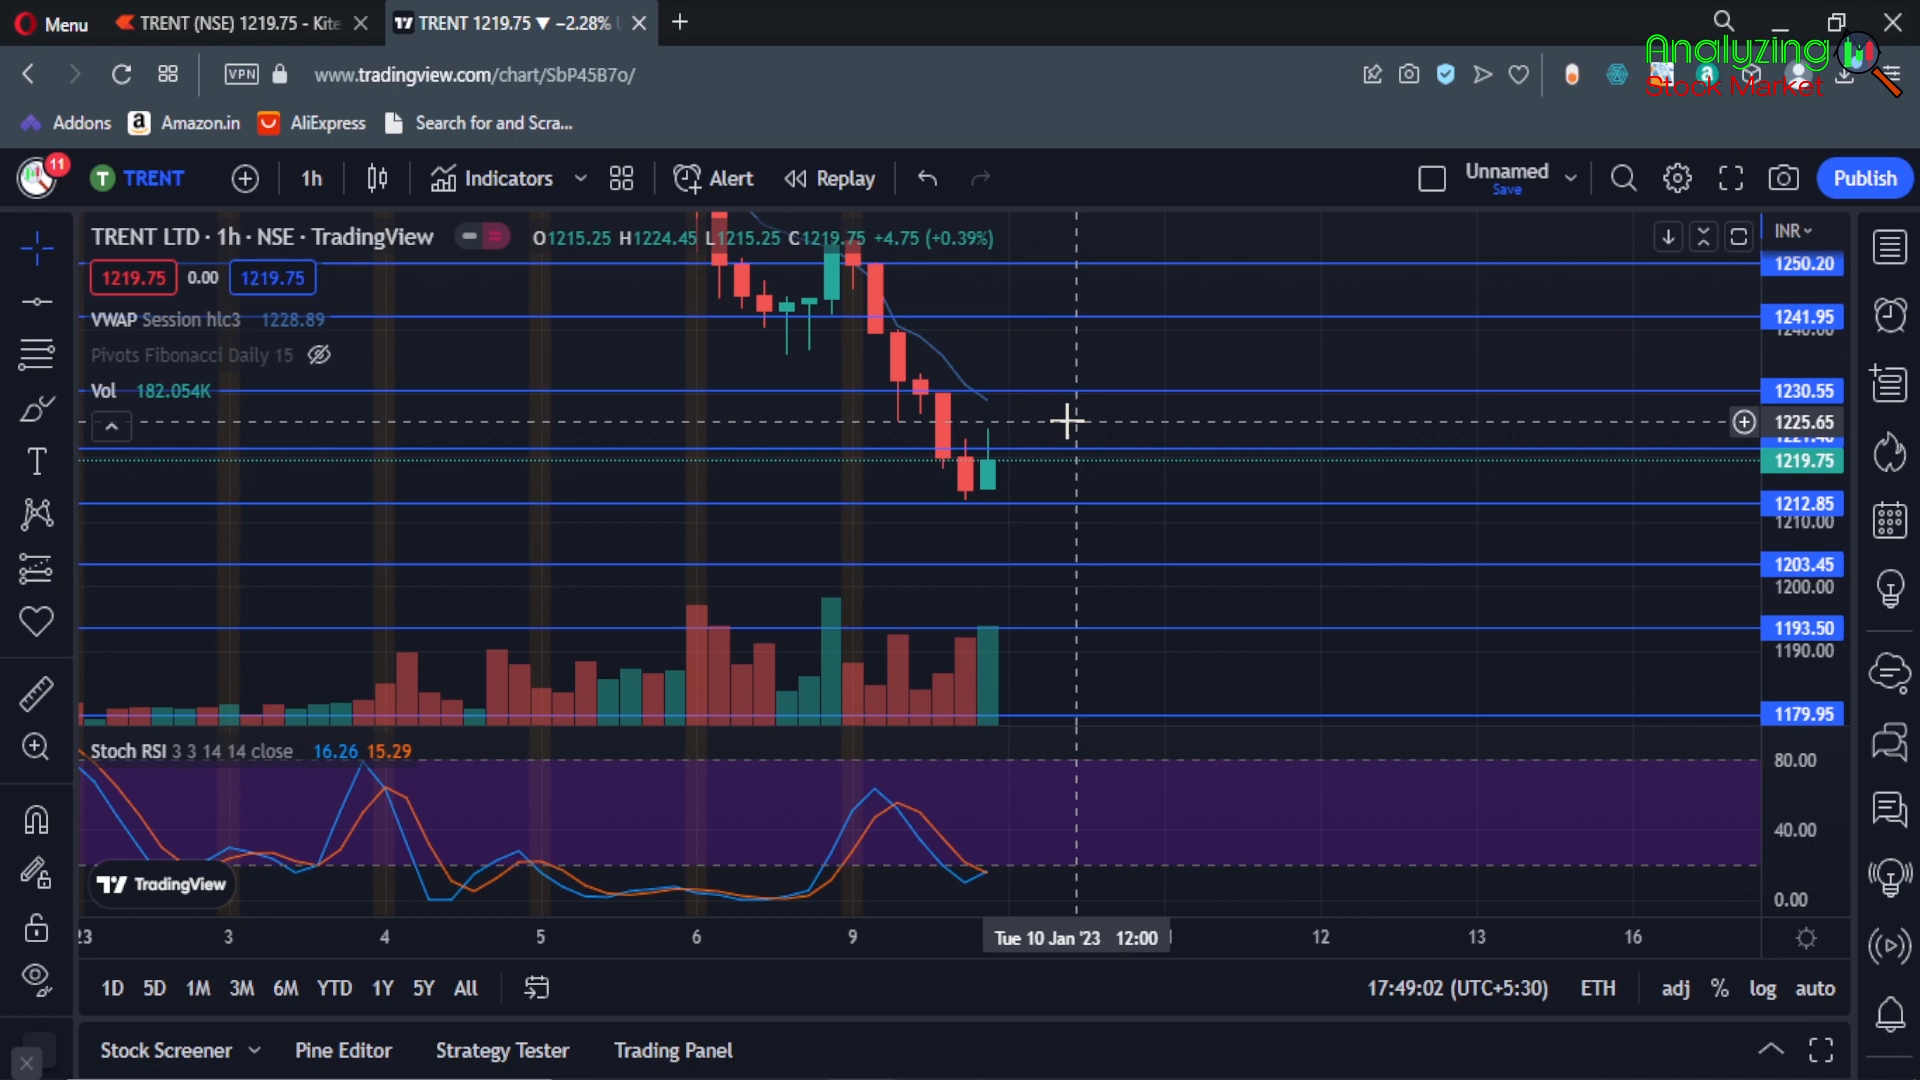 Menu
TRENT (NSE) 1219.75 - Kite
TRENT 1219.75 ▼ −2.28%
Analyzing
Stock Market
VPN
www.tradingview.com/chart/SbP45B7o/
Addons
Amazon.in
AliExpress
Search for and Scra...
11
TRENT
1h
Indicators
Alert
Replay
Unnamed
Save
Publish
TRENT LTD · 1h · NSE · TradingView
O1215.25 H1224.45 L1215.25 C1219.75 +4.75 (+0.39%)
INR
1219.75 0.00 1219.75
VWAP Session hlc3 1228.89
Pivots Fibonacci Daily 15
Vol 182.054K
1250.20
1241.95
1240.00
1230.55
1225.65
1219.75
1212.85
1210.00
1203.45
1200.00
1193.50
1190.00
1179.95
Stoch RSI 3 3 14 14 close 16.26 15.29
80.00
40.00
0.00
TradingView
23 3 4 5 6 9 Tue 10 Jan '23 12:00 12 13 16
1D 5D 1M 3M 6M YTD 1Y 5Y All
17:49:02 (UTC+5:30) ETH adj % log auto
Stock Screener Pine Editor Strategy Tester Trading Panel